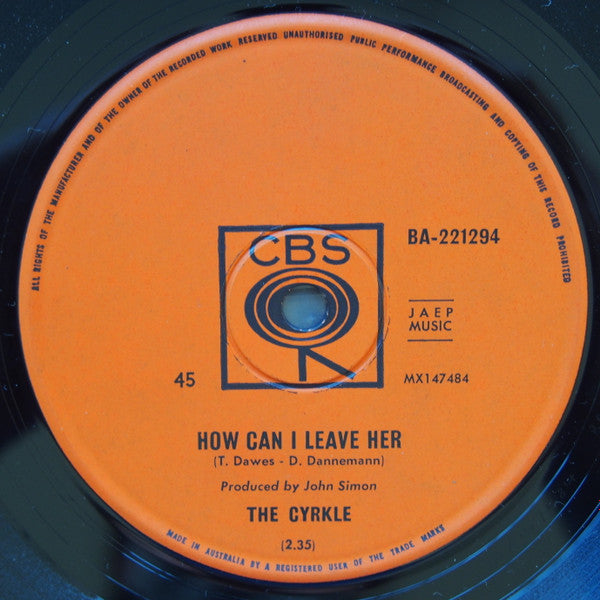 ALL RIGHTS OF THE MANUFACTURER AND OF THE OWNER OF THE RECORDED WORK RESERVED UNAUTHORISED PUBLIC PERFORMANCE BROADCASTING AND COPYING OF THIS RECORD PROHIBITED
CBS
BA-221294
JAEP
MUSIC
45
MX147484
HOW CAN I LEAVE HER
(T. Dawes - D. Dannemann)
Produced by John Simon
THE CYRKLE
(2.35)
MADE IN AUSTRALIA BY A REGISTERED USER OF THE TRADE MARKS